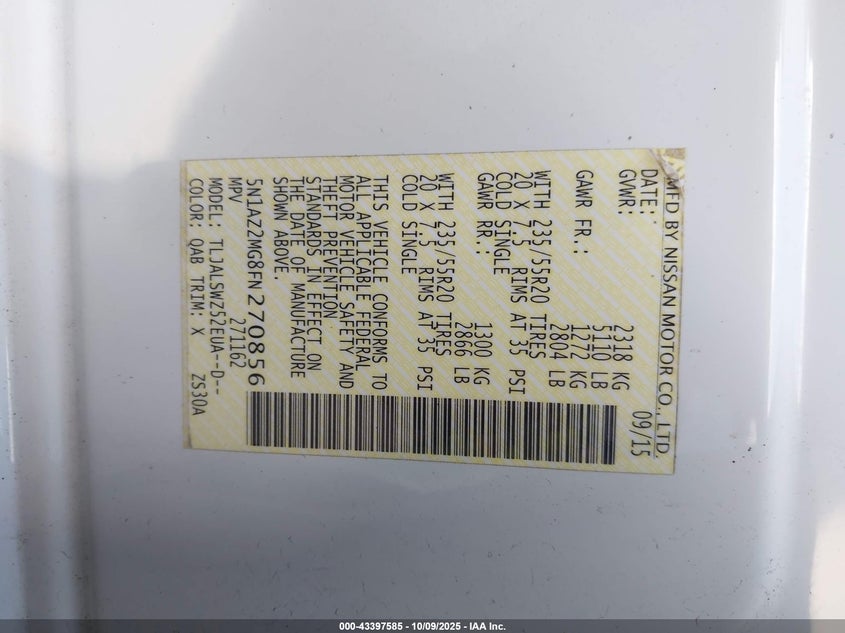 MFD BY NISSAN MOTOR CO., LTD.
DATE: 09/15
GVWR: 2318 KG
5110 LB
GAWR FR.: 1272 KG
2804 LB
WITH 235/55R20 TIRES
20 X 7.5 RIMS AT 35 PSI
COLD SINGLE
GAWR RR.: 1300 KG
2866 LB
WITH 235/55R20 TIRES
20 X 7.5 RIMS AT 35 PSI
COLD SINGLE
THIS VEHICLE CONFORMS TO
ALL APPLICABLE FEDERAL
MOTOR VEHICLE SAFETY AND
THEFT PREVENTION
STANDARDS IN EFFECT ON
THE DATE OF MANUFACTURE
SHOWN ABOVE.
5N1AZ2MG8FN270856
MPV 271162
MODEL: TLJALSWZ52EUA--D--
COLOR: QAB TRIM: X ZS30A
000-43397585 - 10/09/2025 - IAA Inc.